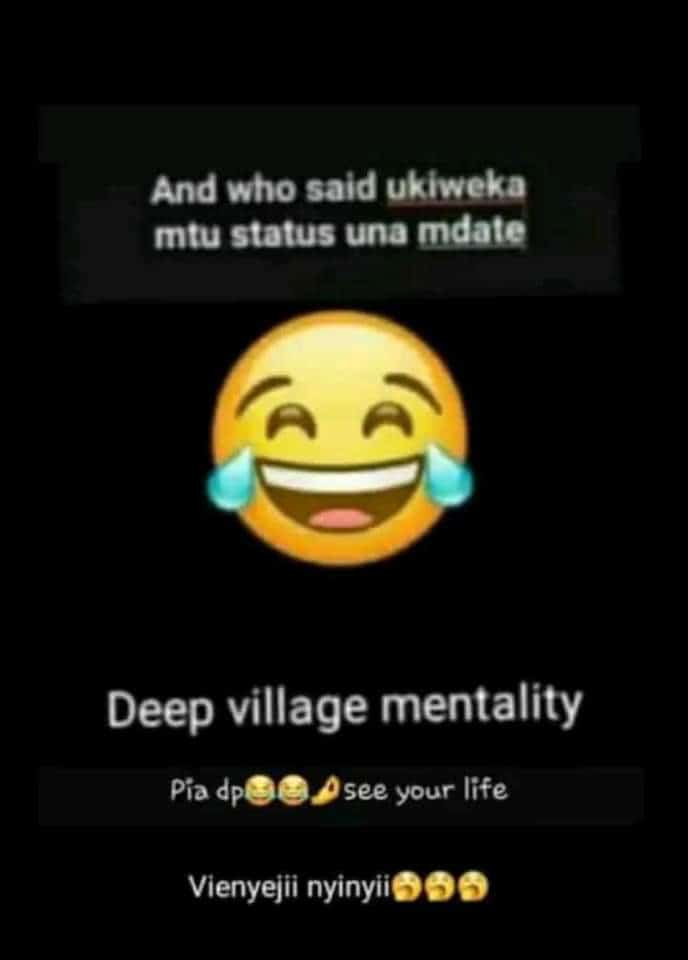 And who said ukiweka
mtu status una mdate
Deep village mentality
Pia dp😂😂🤌see your life
Vienyejii nyinyii🥱🥱🥱